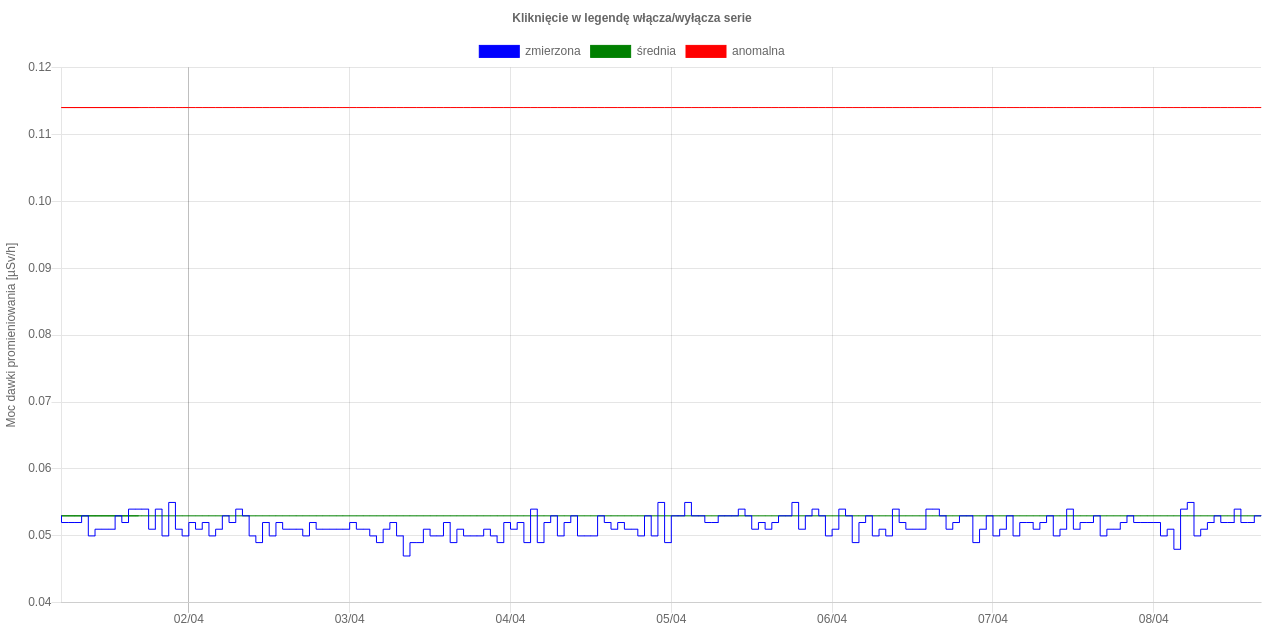 Kliknięcie w legendę włącza/wyłącza serie
zmierzona średnia anomalna
0.12
0.11
0.10
0.09
0.08
0.07
0.06
0.05
0.04
Moc dawki promieniowania [µSv/h]
02/04 03/04 04/04 05/04 06/04 07/04 08/04